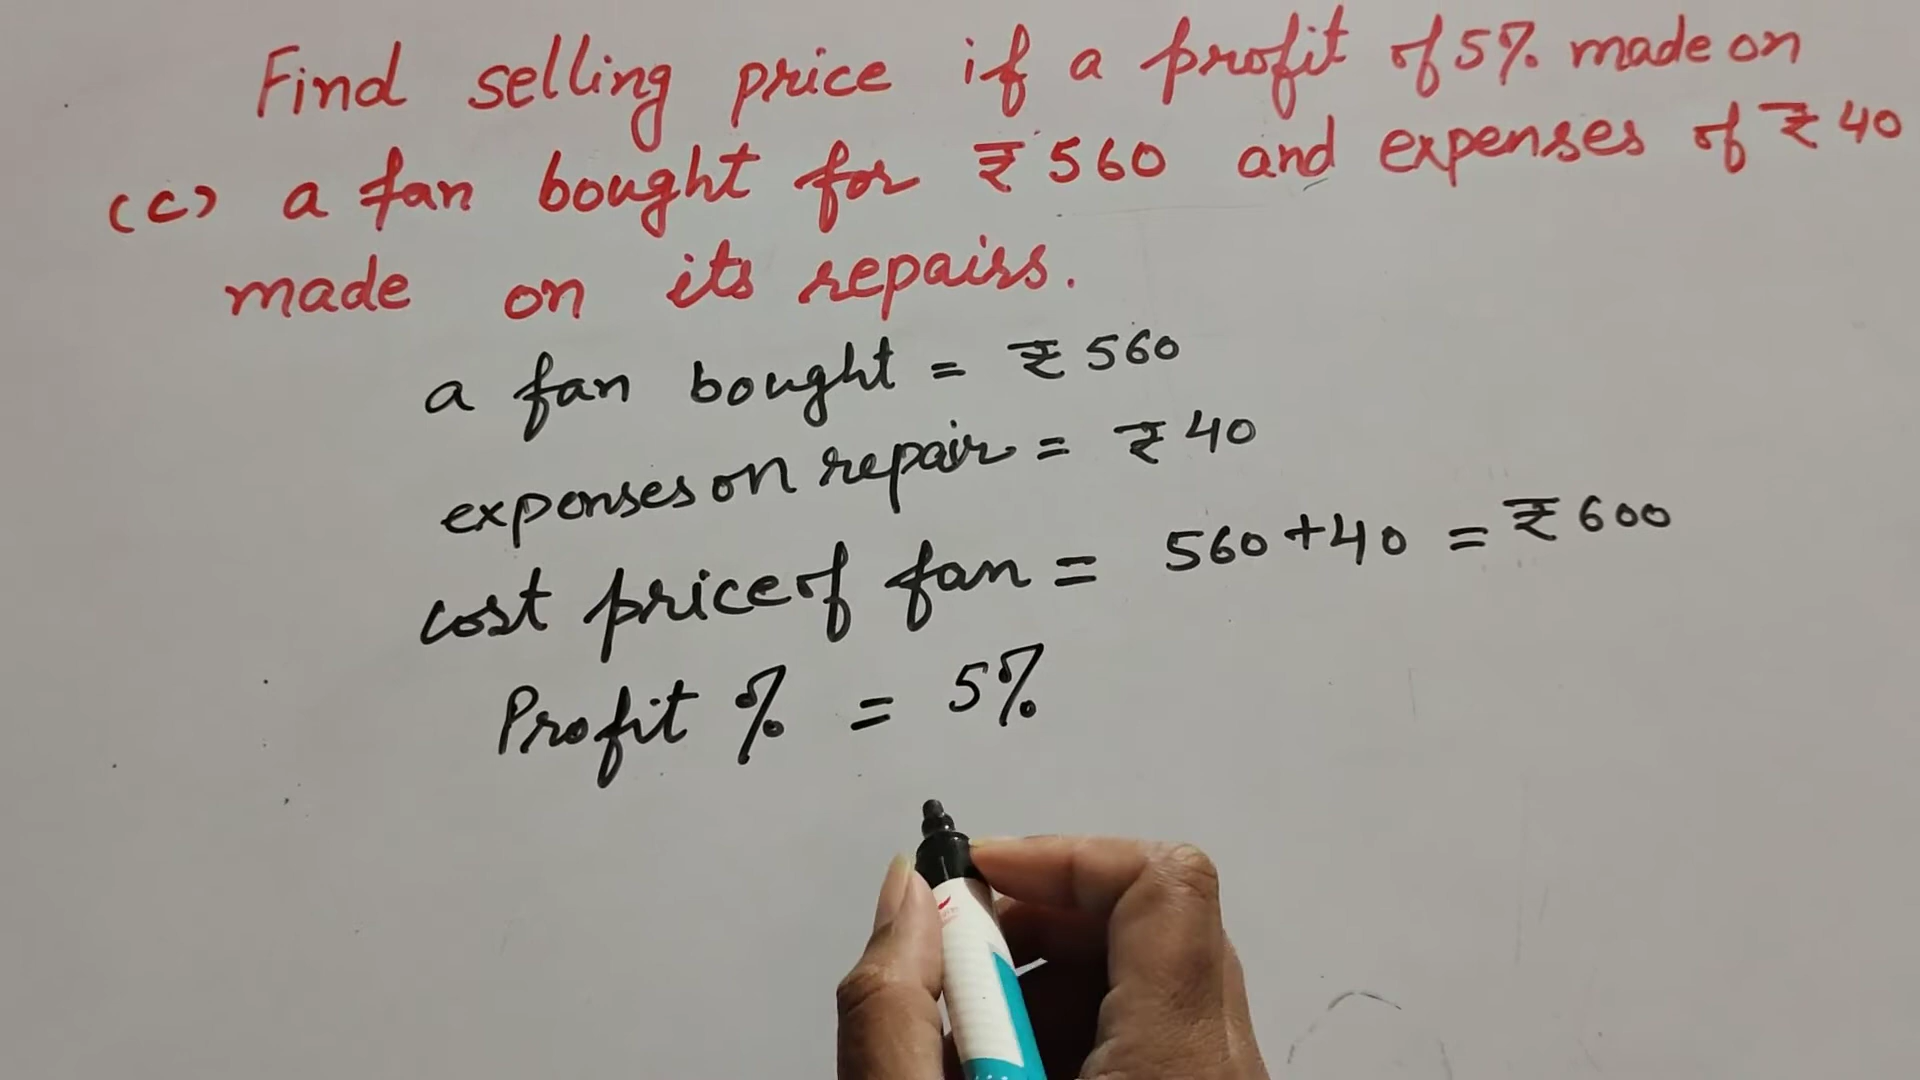 Find selling price if a profit of 5% made on
(c) a fan bought for ₹ 560 and expenses of ₹ 40
made on its repairs.
a fan bought = ₹ 560
expenses on repair = ₹ 40
cost price of fan = 560 + 40 = ₹ 600
Profit % = 5%